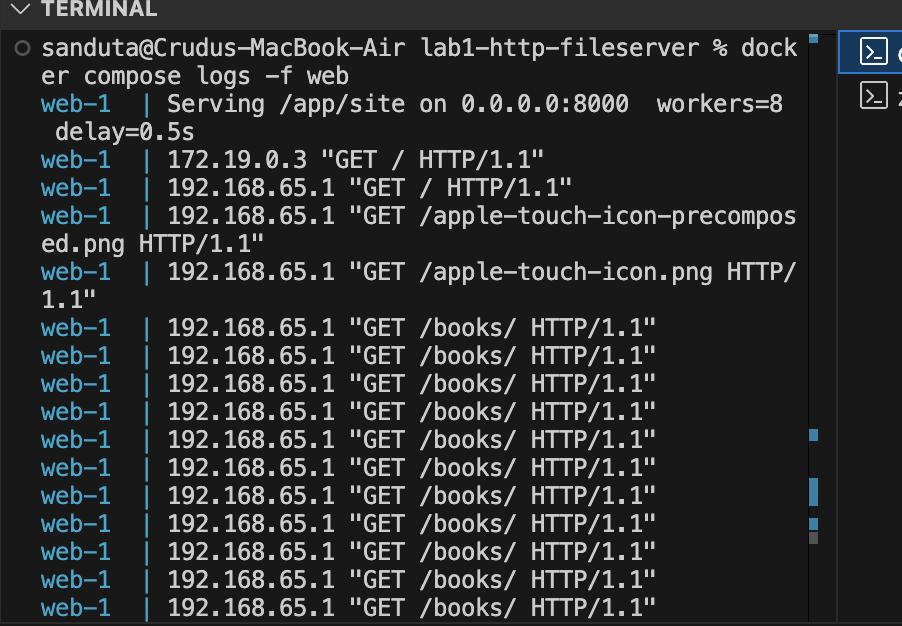 TERMINAL
sanduta@Crudus-MacBook-Air lab1-http-fileserver % dock
er compose logs -f web
web-1  | Serving /app/site on 0.0.0.0:8000  workers=8
 delay=0.5s
web-1  | 172.19.0.3 "GET / HTTP/1.1"
web-1  | 192.168.65.1 "GET / HTTP/1.1"
web-1  | 192.168.65.1 "GET /apple-touch-icon-precompos
ed.png HTTP/1.1"
web-1  | 192.168.65.1 "GET /apple-touch-icon.png HTTP/
1.1"
web-1  | 192.168.65.1 "GET /books/ HTTP/1.1"
web-1  | 192.168.65.1 "GET /books/ HTTP/1.1"
web-1  | 192.168.65.1 "GET /books/ HTTP/1.1"
web-1  | 192.168.65.1 "GET /books/ HTTP/1.1"
web-1  | 192.168.65.1 "GET /books/ HTTP/1.1"
web-1  | 192.168.65.1 "GET /books/ HTTP/1.1"
web-1  | 192.168.65.1 "GET /books/ HTTP/1.1"
web-1  | 192.168.65.1 "GET /books/ HTTP/1.1"
web-1  | 192.168.65.1 "GET /books/ HTTP/1.1"
web-1  | 192.168.65.1 "GET /books/ HTTP/1.1"
web-1  | 192.168.65.1 "GET /books/ HTTP/1.1"